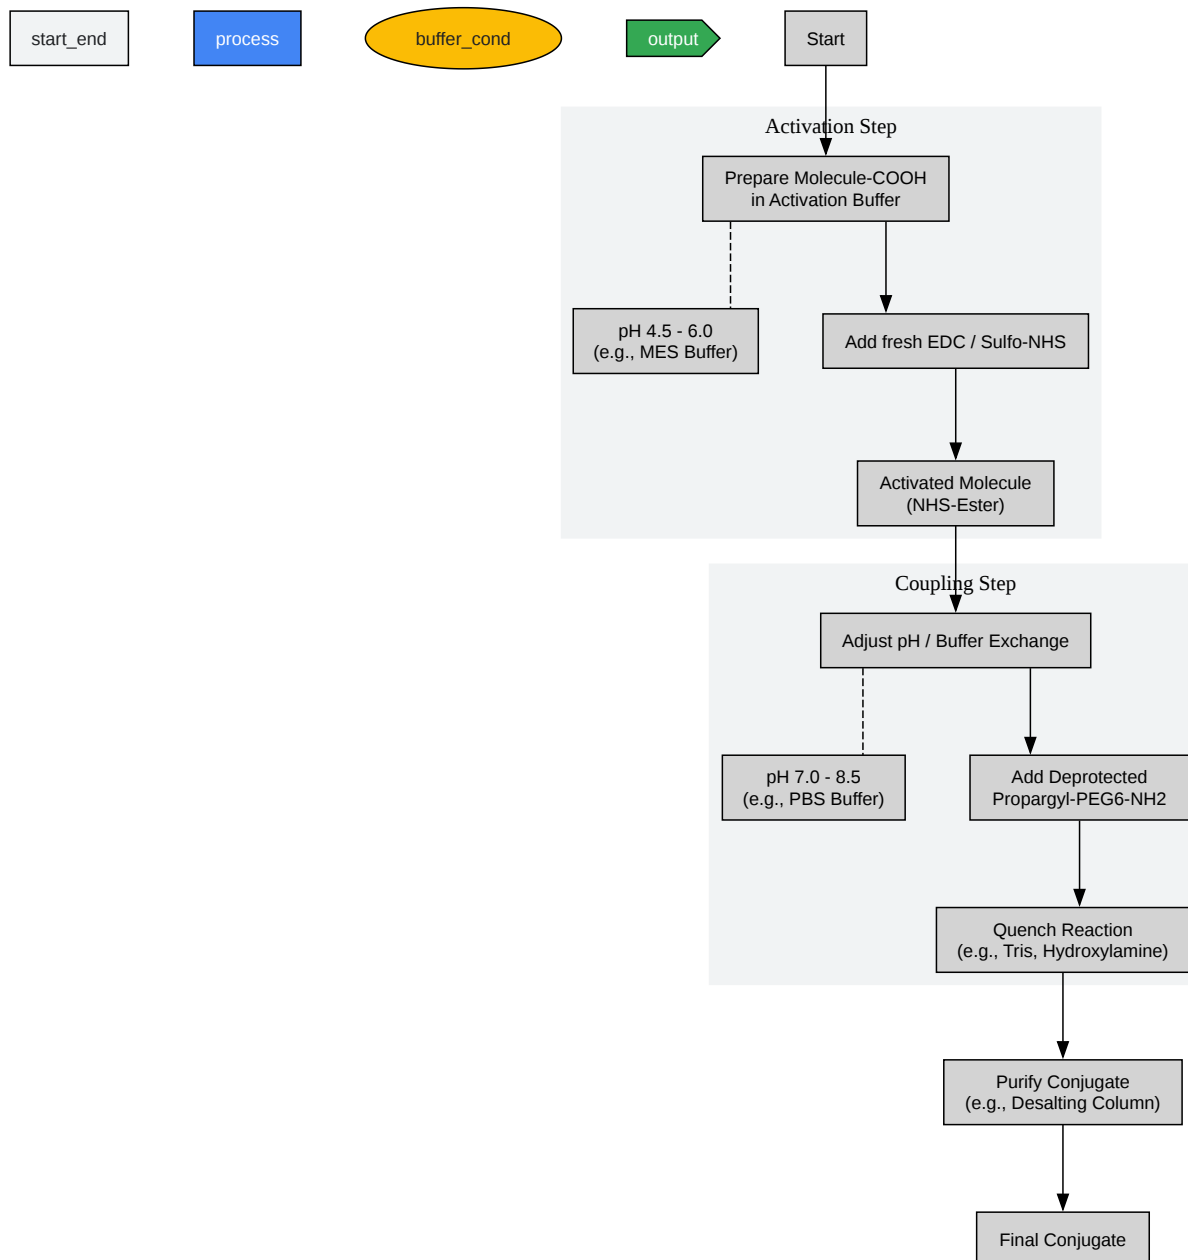 start_end
process
buffer_cond
output
Start
Activation Step
Prepare Molecule-COOH
in Activation Buffer
pH 4.5 - 6.0
(e.g., MES Buffer)
Add fresh EDC / Sulfo-NHS
Activated Molecule
(NHS-Ester)
Coupling Step
Adjust pH / Buffer Exchange
pH 7.0 - 8.5
(e.g., PBS Buffer)
Add Deprotected
Propargyl-PEG6-NH2
Quench Reaction
(e.g., Tris, Hydroxylamine)
Purify Conjugate
(e.g., Desalting Column)
Final Conjugate